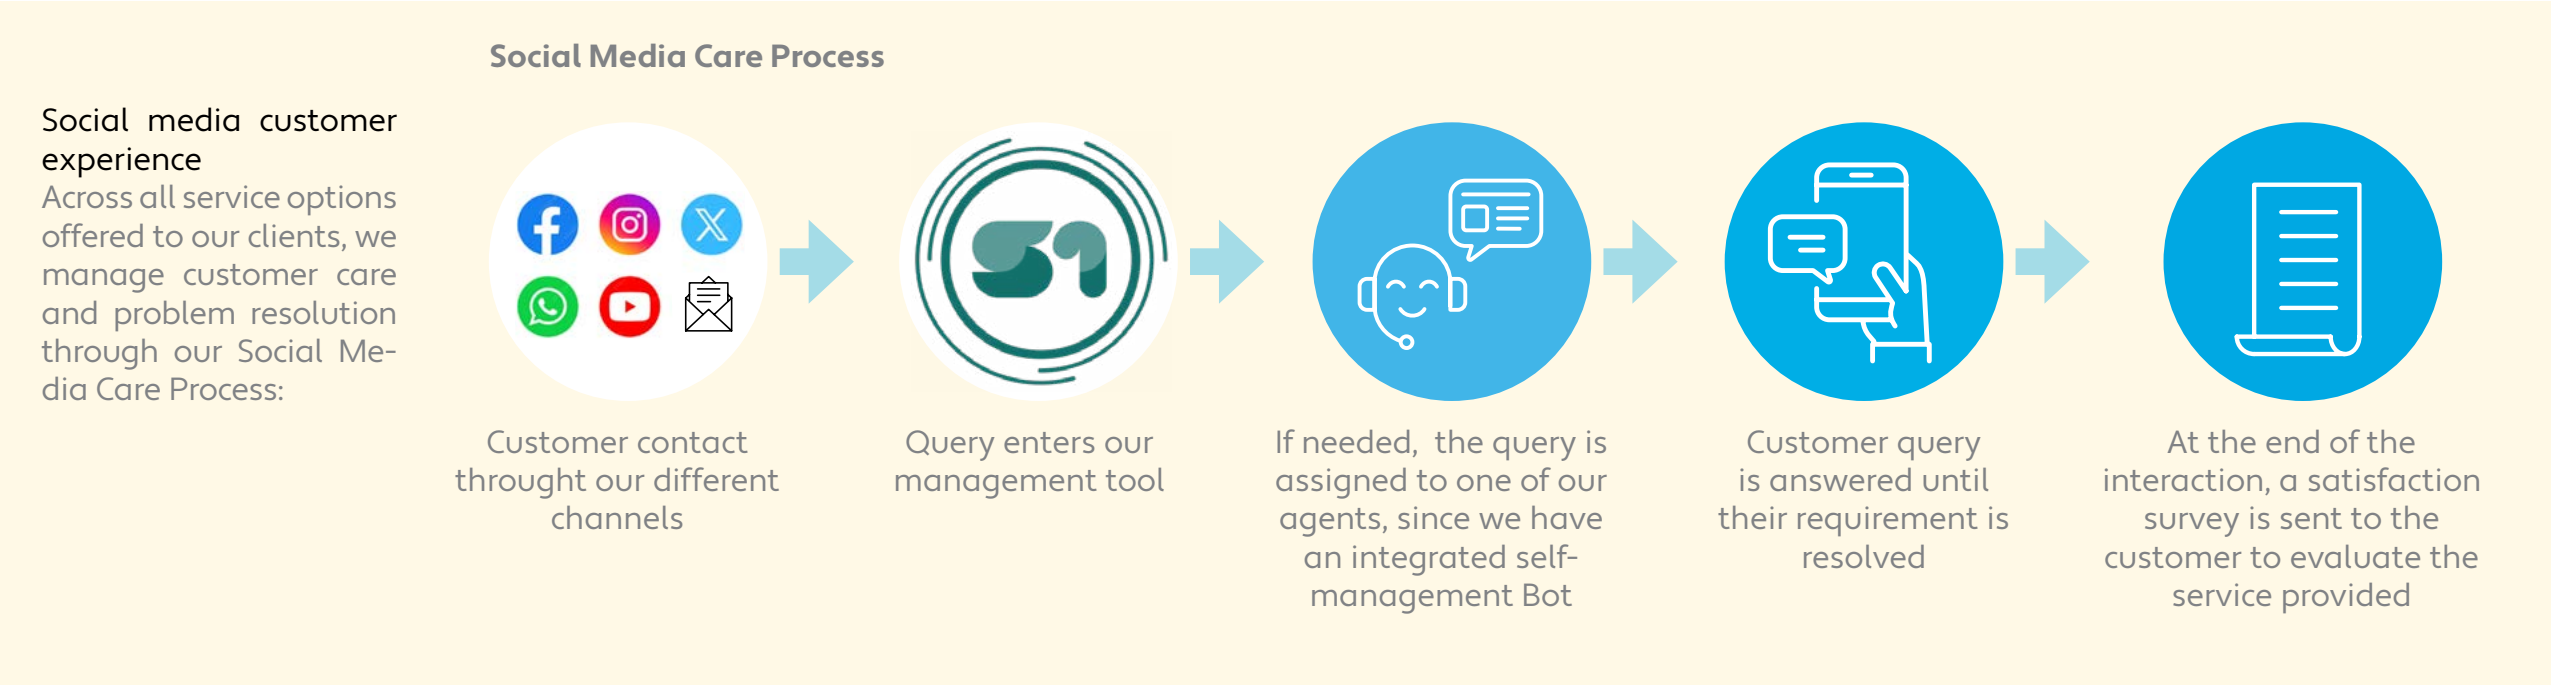 Social Media Care Process
Social media customer
experience
Across all service options
offered to our clients, we
manage customer care
and problem resolution
through our Social Me-
dia Care Process:
S1
Customer contact
throught our different
channels
Query enters our
management tool
If needed, the query is
assigned to one of our
agents, since we have
an integrated self-
management Bot
Customer query
is answered until
their requirement is
resolved
At the end of the
interaction, a satisfaction
survey is sent to the
customer to evaluate the
service provided